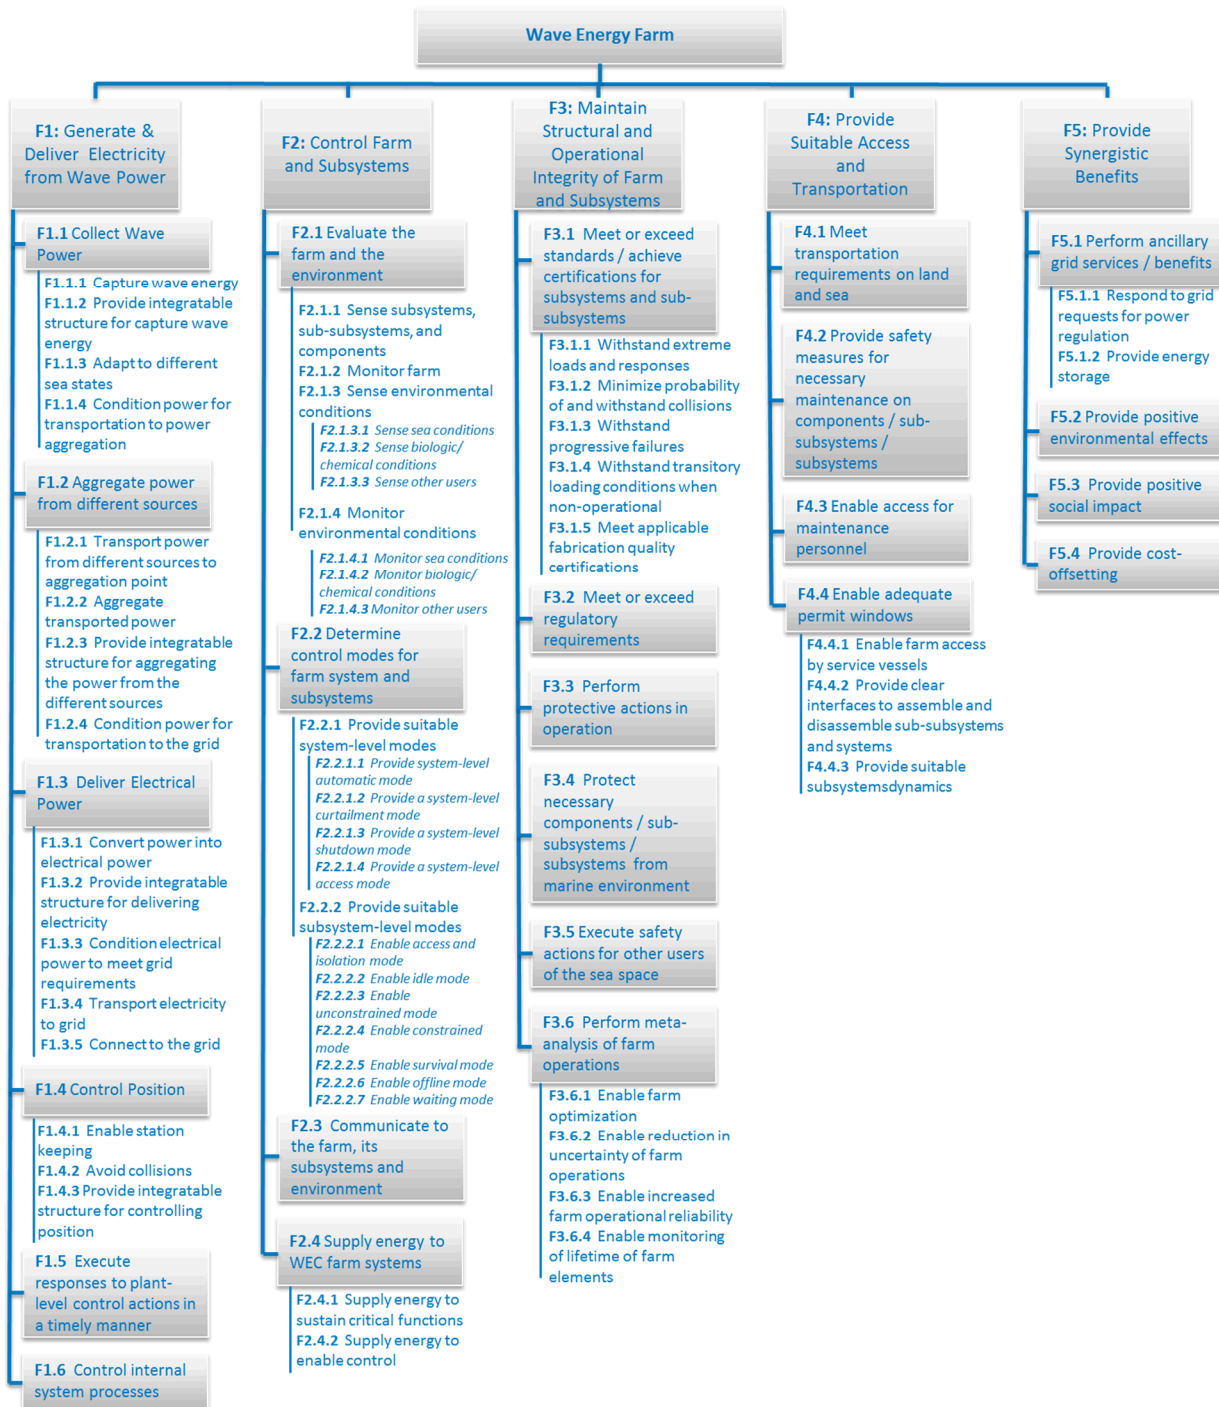 Wave Energy Farm
F1: Generate &
Deliver Electricity
from Wave Power
F1.1 Collect Wave
Power
F1.1.1 Capture wave energy
F1.1.2 Provide integratable
structure for capture wave
energy
F1.1.3 Adapt to different
sea states
F1.1.4 Condition power for
transportation to power
aggregation
F1.2 Aggregate power
from different sources
F1.2.1 Transport power
from different sources to
aggregation point
F1.2.2 Aggregate
transported power
F1.2.3 Provide integratable
structure for aggregating
the power from the
different sources
F1.2.4 Condition power for
transportation to the grid
F1.3 Deliver Electrical
Power
F1.3.1 Convert power into
electrical power
F1.3.2 Provide integratable
structure for delivering
electricity
F1.3.3 Condition electrical
power to meet grid
requirements
F1.3.4 Transport electricity
to grid
F1.3.5 Connect to the grid
F1.4 Control Position
F1.4.1 Enable station
keeping
F1.4.2 Avoid collisions
F1.4.3 Provide integratable
structure for controlling
position
F1.5 Execute
responses to plant-
level control actions in
a timely manner
F1.6 Control internal
system processes
F2: Control Farm
and Subsystems
F2.1 Evaluate the
farm and the
environment
F2.1.1 Sense subsystems,
sub-subsystems, and
components
F2.1.2 Monitor farm
F2.1.3 Sense environmental
conditions
F2.1.3.1 Sense sea conditions
F2.1.3.2 Sense biologic/
chemical conditions
F2.1.3.3 Sense other users
F2.1.4 Monitor
environmental conditions
F2.1.4.1 Monitor sea conditions
F2.1.4.2 Monitor biologic/
chemical conditions
F2.1.4.3 Monitor other users
F2.2 Determine
control modes for
farm system and
subsystems
F2.2.1 Provide suitable
system-level modes
F2.2.1.1 Provide system-level
automatic mode
F2.2.1.2 Provide a system-level
curtailment mode
F2.2.1.3 Provide a system-level
shutdown mode
F2.2.1.4 Provide a system-level
access mode
F2.2.2 Provide suitable
subsystem-level modes
F2.2.2.1 Enable access and
isolation mode
F2.2.2.2 Enable idle mode
F2.2.2.3 Enable
unconstrained mode
F2.2.2.4 Enable constrained
mode
F2.2.2.5 Enable survival mode
F2.2.2.6 Enable offline mode
F2.2.2.7 Enable waiting mode
F2.3 Communicate to
the farm, its
subsystems and
environment
F2.4 Supply energy to
WEC farm systems
F2.4.1 Supply energy to
sustain critical functions
F2.4.2 Supply energy to
enable control
F3: Maintain
Structural and
Operational
Integrity of Farm
and Subsystems
F3.1 Meet or exceed
standards / achieve
certifications for
subsystems and sub-
subsystems
F3.1.1 Withstand extreme
loads and responses
F3.1.2 Minimize probability
of and withstand collisions
F3.1.3 Withstand
progressive failures
F3.1.4 Withstand transitory
loading conditions when
non-operational
F3.1.5 Meet applicable
fabrication quality
certifications
F3.2 Meet or exceed
regulatory
requirements
F3.3 Perform
protective actions in
operation
F3.4 Protect
necessary
components / sub-
subsystems /
subsystems from
marine environment
F3.5 Execute safety
actions for other users
of the sea space
F3.6 Perform meta-
analysis of farm
operations
F3.6.1 Enable farm
optimization
F3.6.2 Enable reduction in
uncertainty of farm
operations
F3.6.3 Enable increased
farm operational reliability
F3.6.4 Enable monitoring
of lifetime of farm
elements
F4: Provide
Suitable Access
and
Transportation
F4.1 Meet
transportation
requirements on land
and sea
F4.2 Provide safety
measures for
necessary
maintenance on
components / sub-
subsystems /
subsystems
F4.3 Enable access for
maintenance
personnel
F4.4 Enable adequate
permit windows
F4.4.1 Enable farm access
by service vessels
F4.4.2 Provide clear
interfaces to assemble and
disassemble sub-subsystems
and systems
F4.4.3 Provide suitable
subsystemsdynamics
F5: Provide
Synergistic
Benefits
F5.1 Perform ancillary
grid services / benefits
F5.1.1 Respond to grid
requests for power
regulation
F5.1.2 Provide energy
storage
F5.2 Provide positive
environmental effects
F5.3 Provide positive
social impact
F5.4 Provide cost-
offsetting